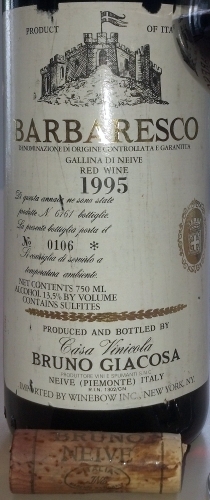 PRODUCT OF ITALY
BARBARESCO
DENOMINAZIONE DI ORIGINE CONTROLLATA E GARANTITA
GALLINA DI NEIVE
RED WINE
1995
Di questa annata ne sono state
prodotte N. 6761 bottiglie.
La presente bottiglia porta il
No 0106 *
Si consiglia di servirlo a
temperatura ambiente.
NET CONTENTS 750 ML
ALCOHOL 13,5% BY VOLUME
CONTAINS SULFITES
PRODUCED AND BOTTLED BY
Casa Vinicola
BRUNO GIACOSA
NEIVE (PIEMONTE) ITALY
IMPORTED BY WINEBOW INC., NEW YORK, NY
NEIVE